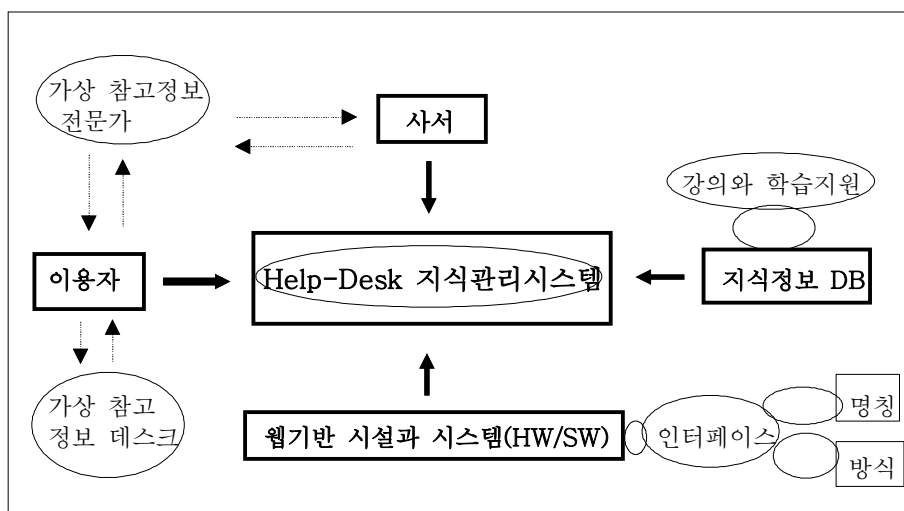 가상 참고정보
전문가
사서
강의와 학습지원
이용자
Help-Desk 지식관리시스템
지식정보 DB
가상 참고
정보 데스크
웹기반 시설과 시스템(HW/SW)
인터페이스
명칭
방식